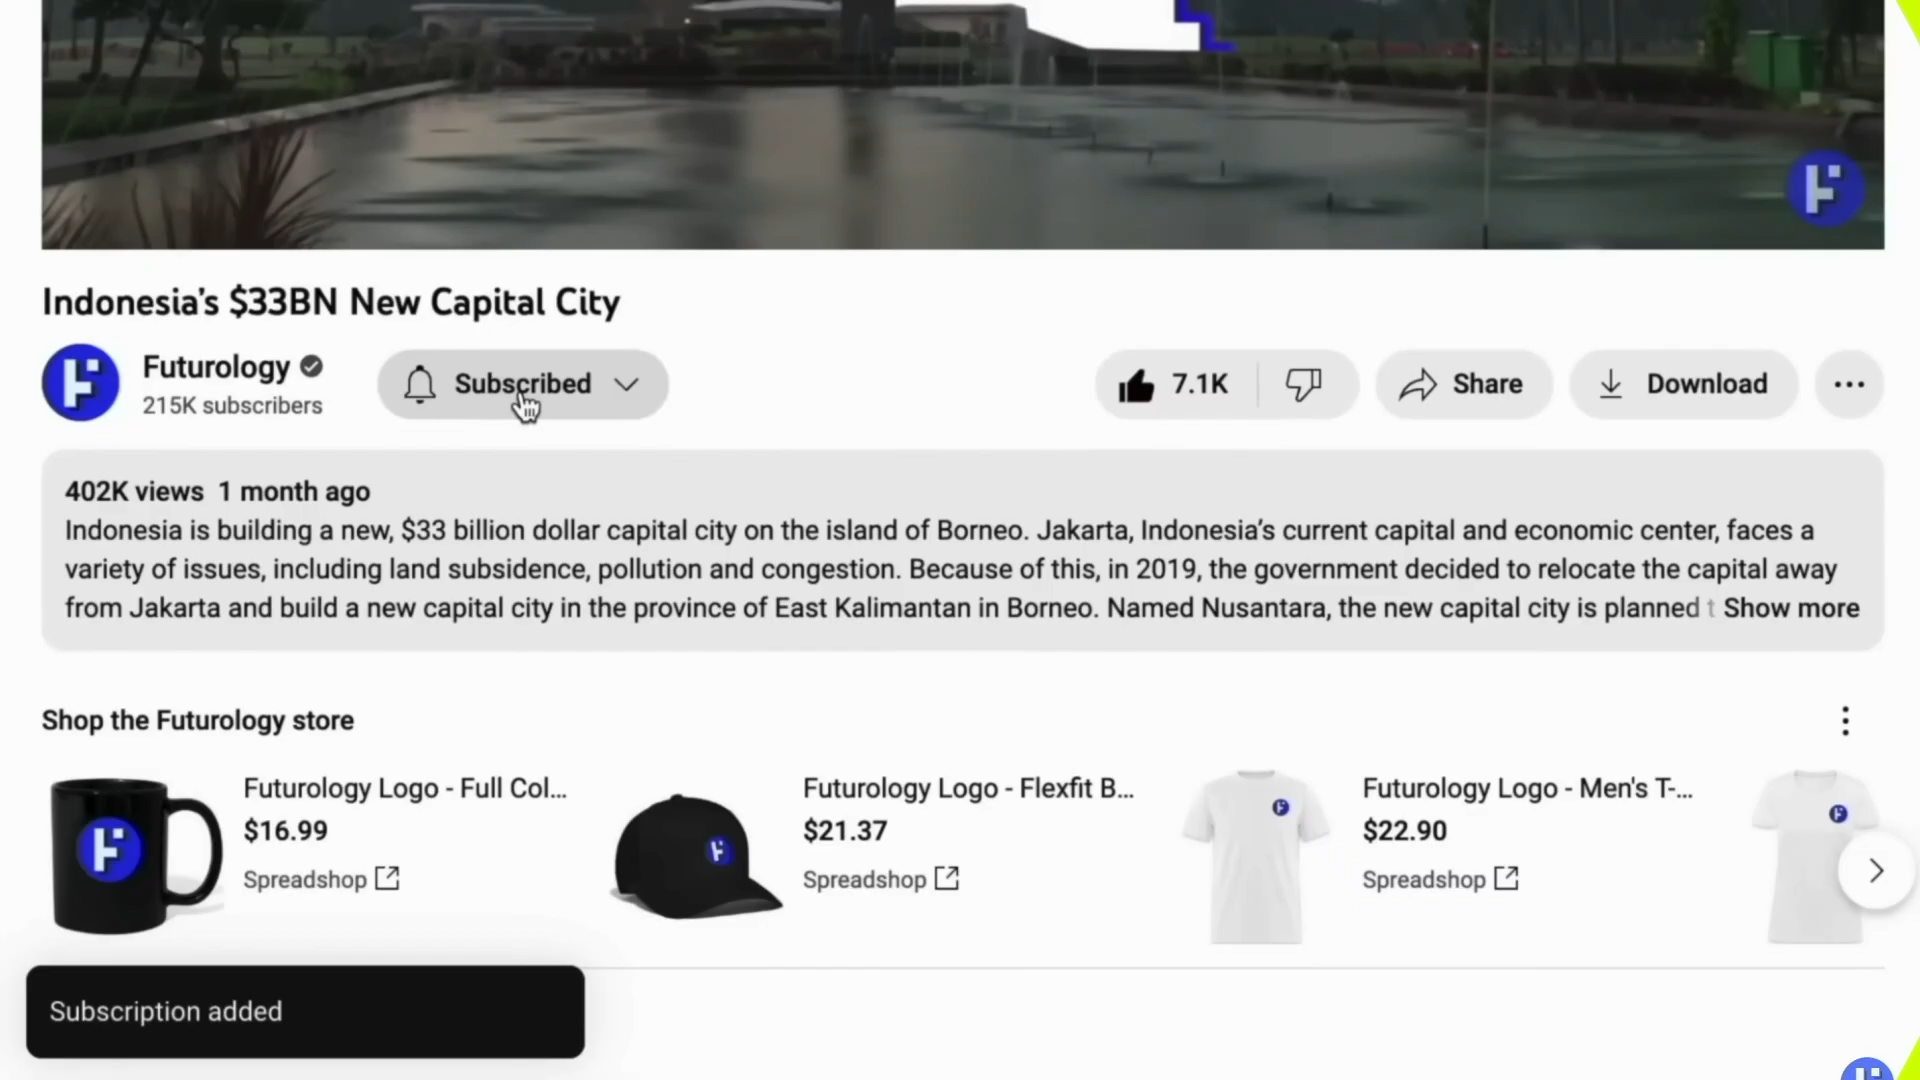 Indonesia's $33BN New Capital City
Futurology
215K subscribers
Subscribed
7.1K
Share
Download
402K views 1 month ago
Indonesia is building a new, $33 billion dollar capital city on the island of Borneo. Jakarta, Indonesia's current capital and economic center, faces a
variety of issues, including land subsidence, pollution and congestion. Because of this, in 2019, the government decided to relocate the capital away
from Jakarta and build a new capital city in the province of East Kalimantan in Borneo. Named Nusantara, the new capital city is planned t Show more
Shop the Futurology store
Futurology Logo - Full Col...
$16.99
Spreadshop
Futurology Logo - Flexfit B...
$21.37
Spreadshop
Futurology Logo - Men's T-...
$22.90
Spreadshop
Subscription added